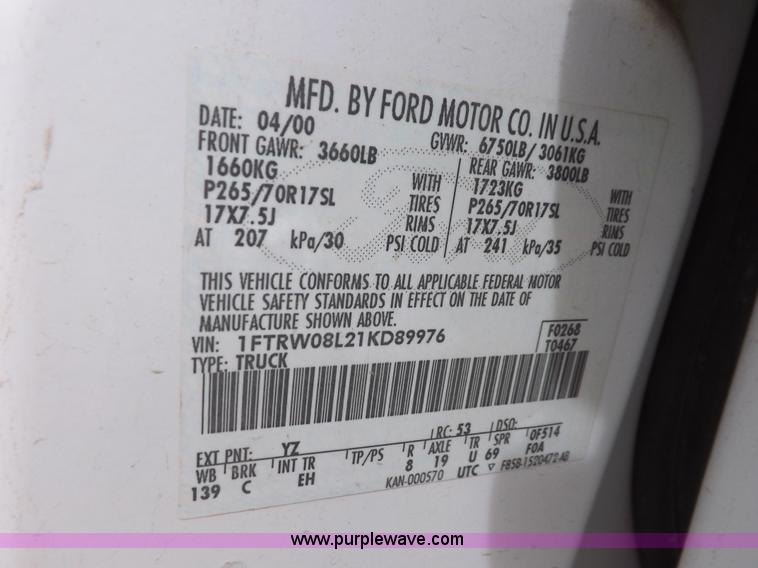 MFD. BY FORD MOTOR CO. IN U.S.A.
DATE: 04/00 GVWR: 6750LB/ 3061KG
FRONT GAWR: 3660LB REAR GAWR: 3800LB
1660KG WITH 1723KG WITH
P265/70R17SL TIRES P265/70R17SL TIRES
17X7.5J RIMS 17X7.5J RIMS
AT 207 kPa/30 PSI COLD AT 241 kPa/35 PSI COLD
THIS VEHICLE CONFORMS TO ALL APPLICABLE FEDERAL MOTOR
VEHICLE SAFETY STANDARDS IN EFFECT ON THE DATE OF
MANUFACTURE SHOWN ABOVE.
VIN: 1FTRW08L21KD89976 F0268
TYPE: TRUCK T0467
EXT PNT: YZ RC: 53 DSO:
WB BRK INT TR TP/PS R AXLE TR SPR 0F514
139 C EH 8 19 U 69 F0A
KAN-000570 UTC F85B-1520472-AB
www.purplewave.com